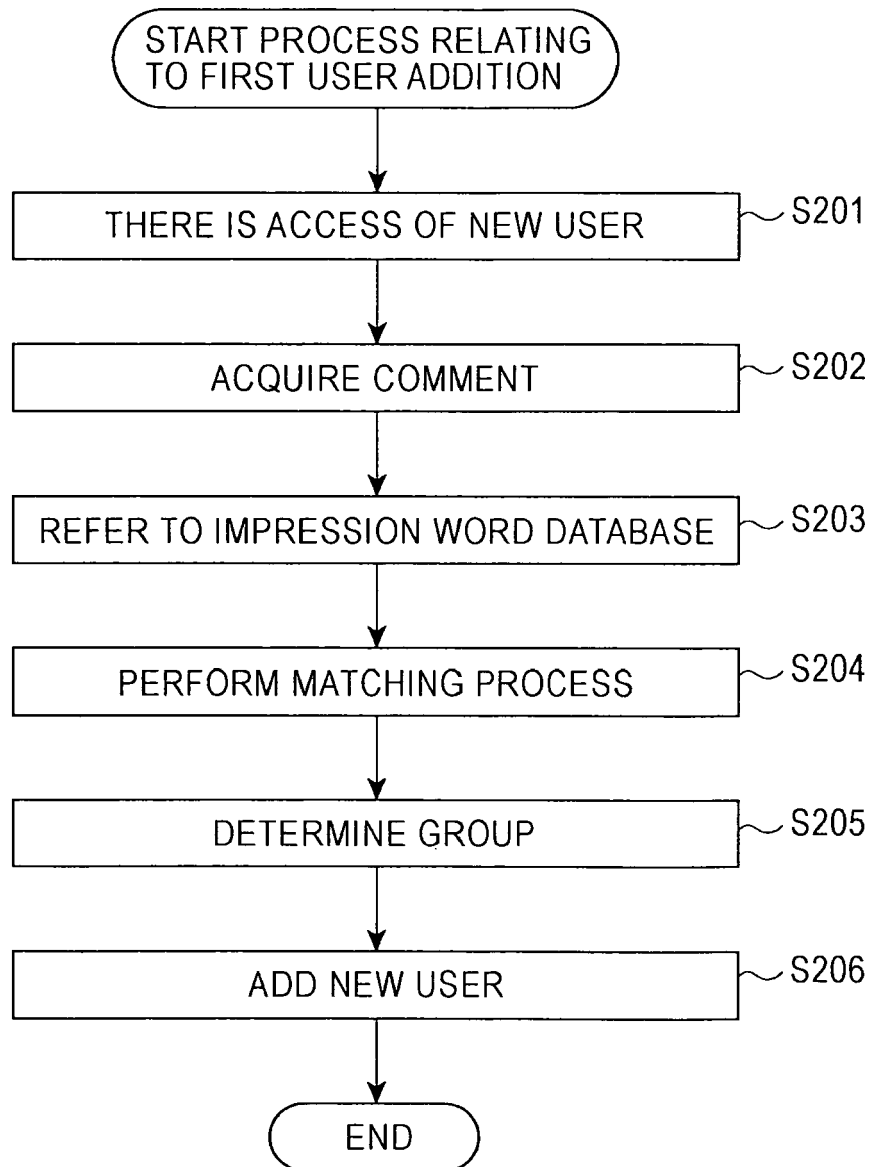 START PROCESS RELATING
TO FIRST USER ADDITION
THERE IS ACCESS OF NEW USER
S201
ACQUIRE COMMENT
S202
REFER TO IMPRESSION WORD DATABASE
S203
PERFORM MATCHING PROCESS
S204
DETERMINE GROUP
S205
ADD NEW USER
S206
END